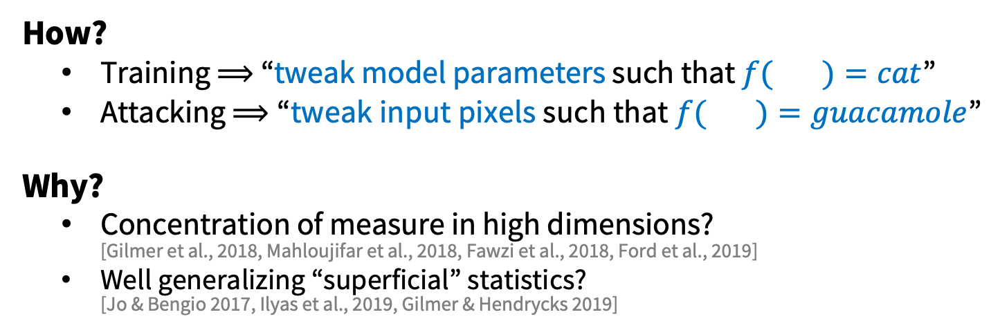 How?
• Training ⟹ “tweak model parameters such that f( ) = cat”
• Attacking ⟹ “tweak input pixels such that f( ) = guacamole”
Why?
• Concentration of measure in high dimensions?
[Gilmer et al., 2018, Mahloujifar et al., 2018, Fawzi et al., 2018, Ford et al., 2019]
• Well generalizing “superficial” statistics?
[Jo & Bengio 2017, Ilyas et al., 2019, Gilmer & Hendrycks 2019]